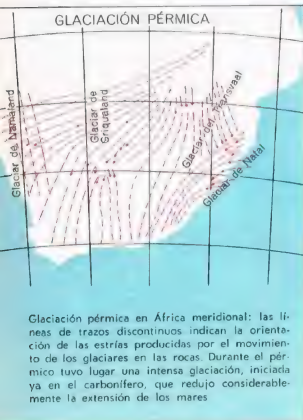 GLACIACIÓN PÉRMICA
Glaciar de Namaland
Glaciar de
Griqualand
Glaciar del Transvaal
Glaciar de Natal
Glaciación pérmica en África meridional: las lí-
neas de trazos discontinuos indican la orienta-
ción de las estrías producidas por el movimien-
to de los glaciares en las rocas. Durante el pér-
mico tuvo lugar una intensa glaciación, iniciada
ya en el carbonífero, que redujo considerable-
mente la extensión de los mares